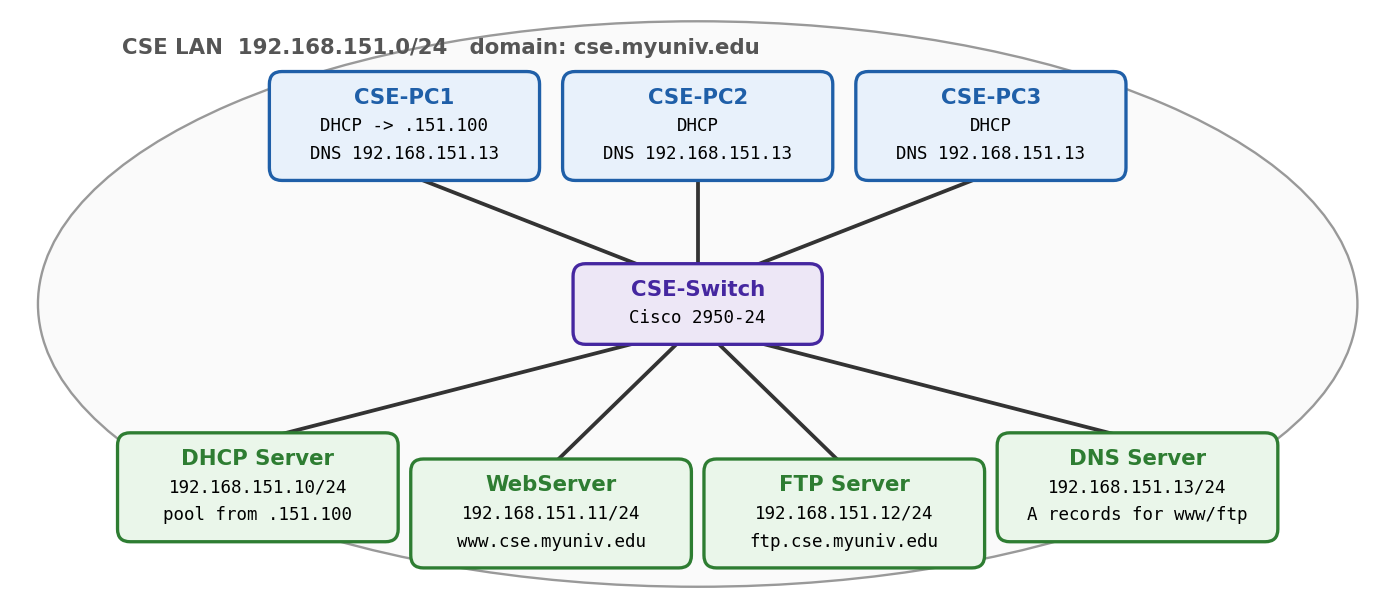 CSE LAN  192.168.151.0/24   domain: cse.myuniv.edu
CSE-PC1
DHCP -> .151.100
DNS 192.168.151.13
CSE-PC2
DHCP
DNS 192.168.151.13
CSE-PC3
DHCP
DNS 192.168.151.13
CSE-Switch
Cisco 2950-24
DHCP Server
192.168.151.10/24
pool from .151.100
WebServer
192.168.151.11/24
www.cse.myuniv.edu
FTP Server
192.168.151.12/24
ftp.cse.myuniv.edu
DNS Server
192.168.151.13/24
A records for www/ftp